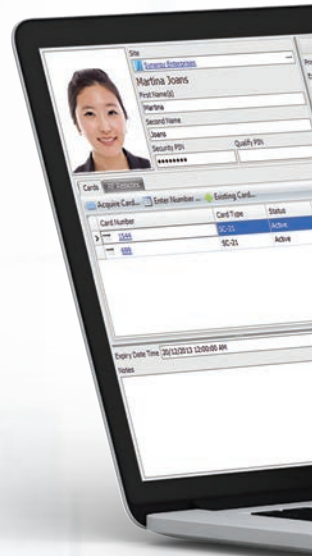 Site
Synergy Enterprises
Martina Joans
First Name(s)
Martina
Second Name
Joans
Security PIN
Qualify PIN
Cards
Acquire Card...
Enter Number...
Existing Card...
Card Number
Card Type
Status
1544
SC-21
Active
699
SC-21
Active
Expiry Date Time
20/12/2013 12:00:00 AM
Notes